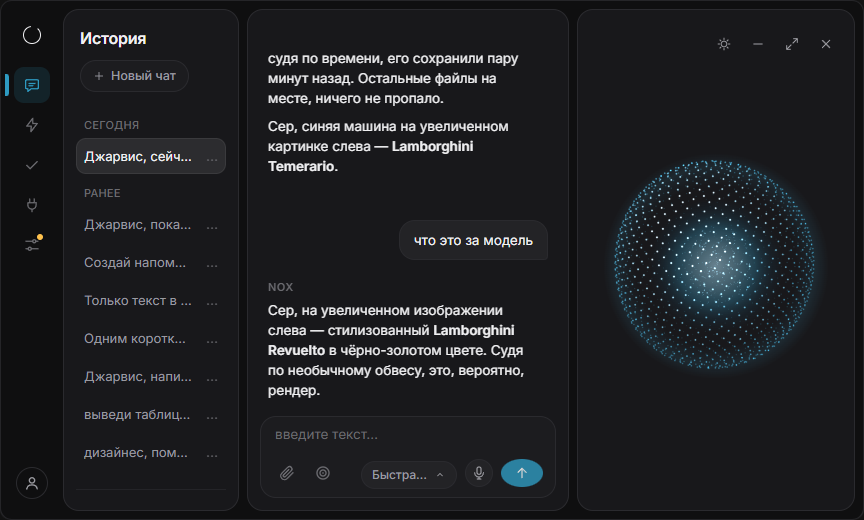 История
+ Новый чат
СЕГОДНЯ
Джарвис, сейч... ...
РАНЕЕ
Джарвис, пока... ...
Создай напом... ...
Только текст в ... ...
Одним коротк... ...
Джарвис, напи... ...
выведи таблиц... ...
дизайнес, пом... ...
судя по времени, его сохранили пару
минут назад. Остальные файлы на
месте, ничего не пропало.
Сер, синяя машина на увеличенном
картинке слева — Lamborghini
Temerario.
что это за модель
NOX
Сер, на увеличенном изображении
слева — стилизованный Lamborghini
Revuelto в чёрно-золотом цвете. Судя
по необычному обвесу, это, вероятно,
рендер.
введите текст...
Быстра...